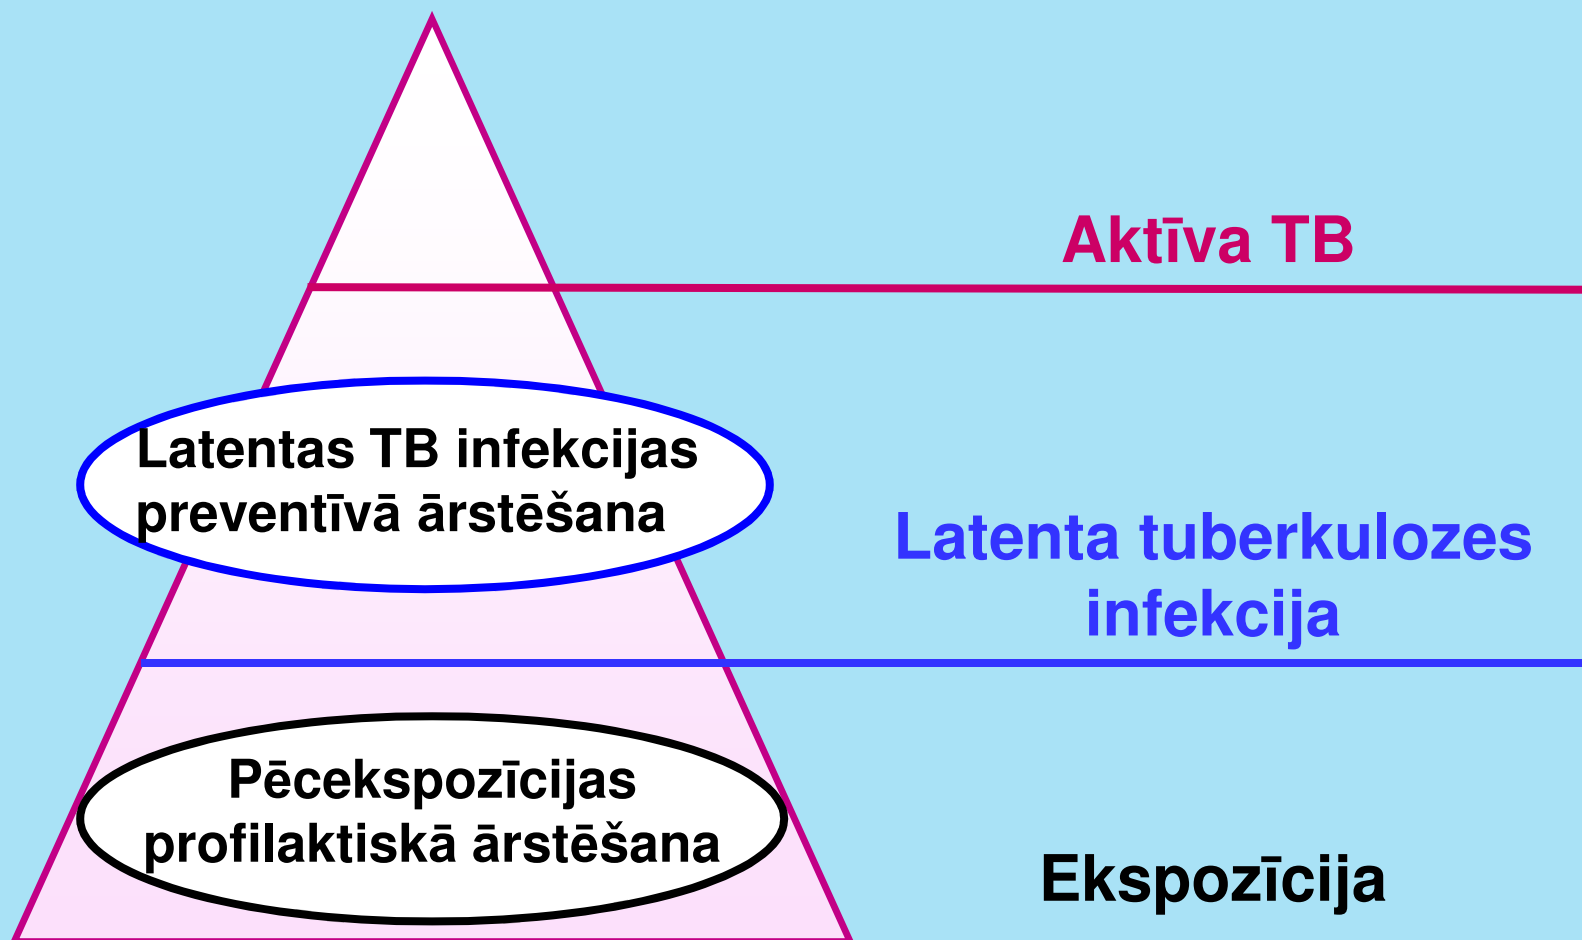 Aktīva TB
Latentas TB infekcijas
preventīvā ārstēšana
Latenta tuberkulozes
infekcija
Pēcekspozīcijas
profilaktiskā ārstēšana
Ekspozīcija